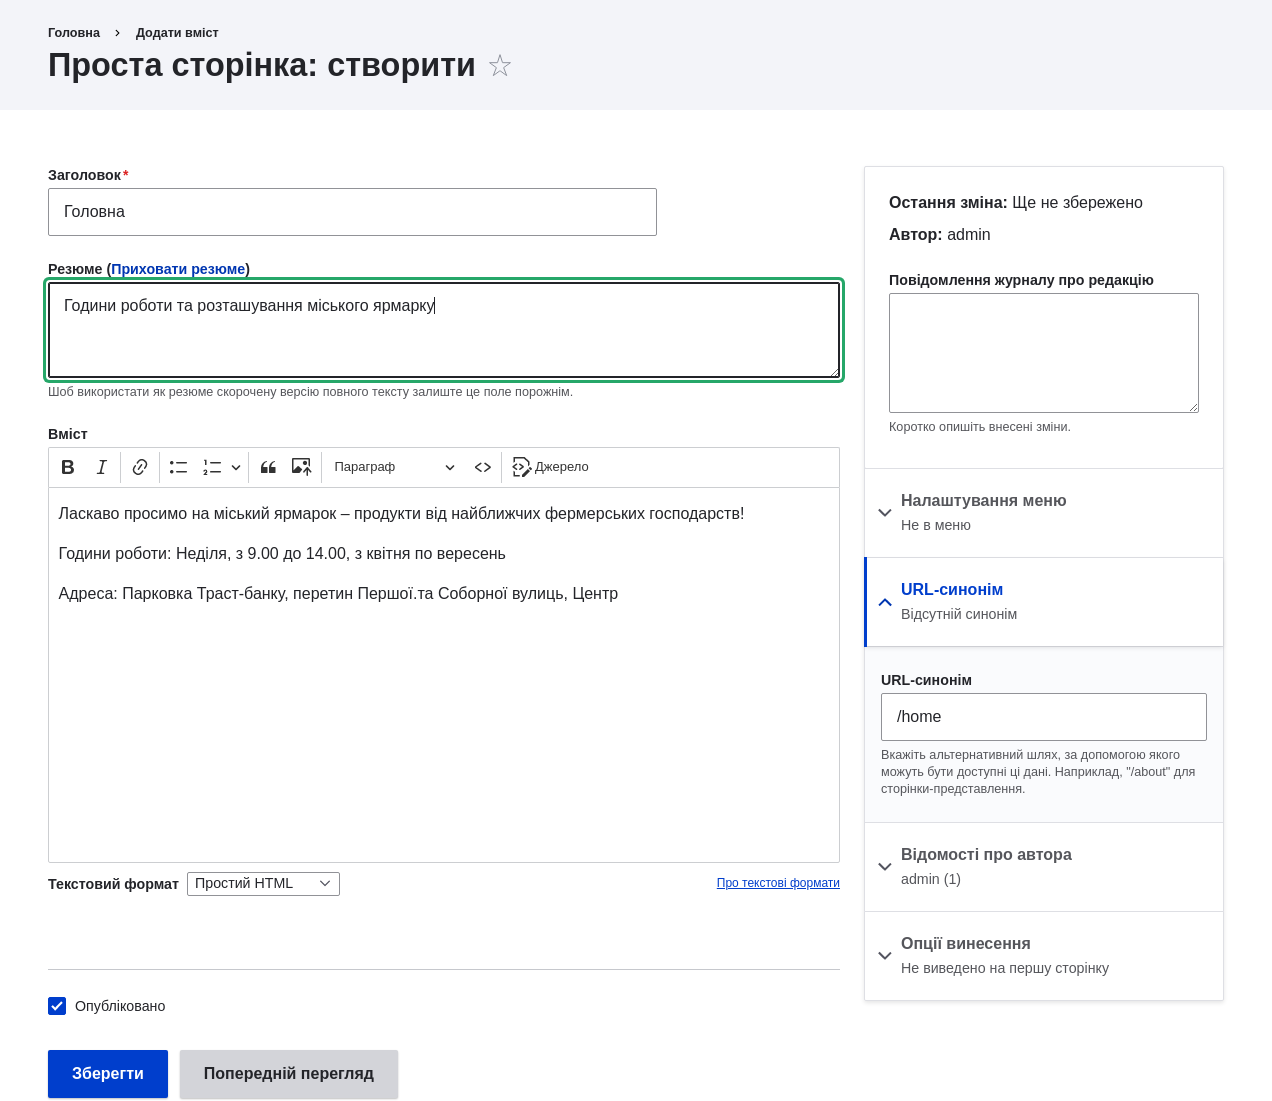 Головна › Додати вміст
Проста сторінка: створити
Заголовок*
Головна
Резюме (Приховати резюме)
Години роботи та розташування міського ярмарку
Щоб використати як резюме скорочену версію повного тексту залиште це поле порожнім.
Вміст
B I Параграф Джерело
Ласкаво просимо на міський ярмарок – продукти від найближчих фермерських господарств!
Години роботи: Неділя, з 9.00 до 14.00, з квітня по вересень
Адреса: Парковка Траст-банку, перетин Першої.та Соборної вулиць, Центр
Текстовий формат Простий HTML Про текстові формати
Опубліковано
Зберегти Попередній перегляд
Остання зміна: Ще не збережено
Автор: admin
Повідомлення журналу про редакцію
Коротко опишіть внесені зміни.
Налаштування меню
Не в меню
URL-синонім
Відсутній синонім
URL-синонім
/home
Вкажіть альтернативний шлях, за допомогою якого
можуть бути доступні ці дані. Наприклад, "/about" для
сторінки-представлення.
Відомості про автора
admin (1)
Опції винесення
Не виведено на першу сторінку